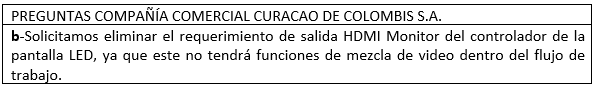 PREGUNTAS COMPAÑÍA COMERCIAL CURACAO DE COLOMBIS S.A.
b-Solicitamos eliminar el requerimiento de salida HDMI Monitor del controlador de la
pantalla LED, ya que este no tendrá funciones de mezcla de video dentro del flujo de
trabajo.